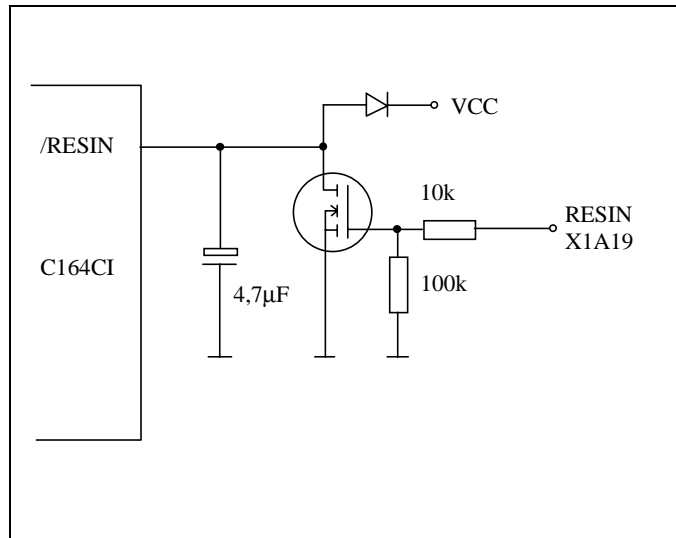 VCC
/RESIN
10k
RESIN
X1A19
C164CI
4,7µF
100k